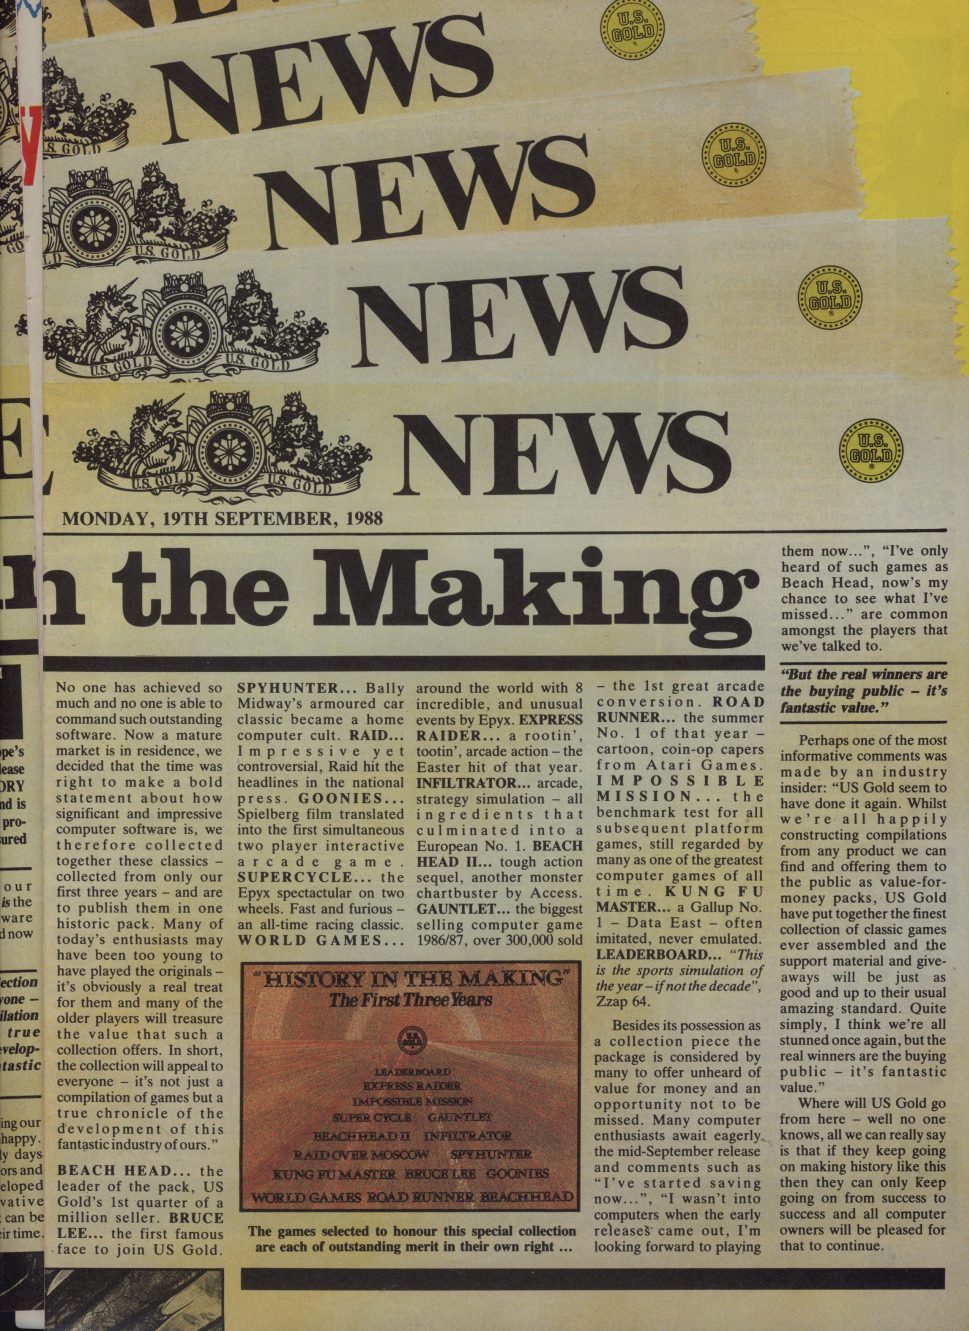 NEWS
U.S.
GOLD
U.S. GOLD
NEWS
U.S.
GOLD
U.S. GOLD
NEWS
U.S.
GOLD
U.S. GOLD
U.S. GOLD
NEWS
U.S.
GOLD
U.S. GOLD
U.S. GOLD
MONDAY, 19TH SEPTEMBER, 1988
n the Making
No one has achieved so
much and no one is able to
command such outstanding
software. Now a mature
market is in residence, we
decided that the time was
right to make a bold
statement about how
significant and impressive
computer software is, we
therefore collected
together these classics –
collected from only our
first three years – and are
to publish them in one
historic pack. Many of
today's enthusiasts may
have been too young to
have played the originals –
it's obviously a real treat
for them and many of the
older players will treasure
the value that such a
collection offers. In short,
the collection will appeal to
everyone – it's not just a
compilation of games but a
true chronicle of the
development of this
fantastic industry of ours.”
BEACH HEAD... the
leader of the pack, US
Gold's 1st quarter of a
million seller. BRUCE
LEE... the first famous
face to join US Gold.
SPYHUNTER... Bally
Midway's armoured car
classic became a home
computer cult. RAID...
Impressive yet
controversial, Raid hit the
headlines in the national
press. GOONIES...
Spielberg film translated
into the first simultaneous
two player interactive
arcade game.
SUPERCYCLE... the
Epyx spectacular on two
wheels. Fast and furious –
an all-time racing classic.
WORLD GAMES...
around the world with 8
incredible, and unusual
events by Epyx. EXPRESS
RAIDER... a rootin',
tootin', arcade action – the
Easter hit of that year.
INFILTRATOR... arcade,
strategy simulation – all
ingredients that
culminated into a
European No. 1. BEACH
HEAD II... tough action
sequel, another monster
chartbuster by Access.
GAUNTLET... the biggest
selling computer game
1986/87, over 300,000 sold
“HISTORY IN THE MAKING”
The First Three Years
LEADERBOARD
EXPRESS RAIDER
IMPOSSIBLE MISSION
SUPER CYCLE GAUNTLET
BEACHHEAD II INFILTRATOR
RAID OVER MOSCOW SPYHUNTER
KUNG FU MASTER BRUCE LEE GOONIES
WORLD GAMES ROAD RUNNER BEACHHEAD
The games selected to honour this special collection
are each of outstanding merit in their own right ...
– the 1st great arcade
conversion. ROAD
RUNNER... the summer
No. 1 of that year –
cartoon, coin-op capers
from Atari Games.
IMPOSSIBLE
MISSION... the
benchmark test for all
subsequent platform
games, still regarded by
many as one of the greatest
computer games of all
time. KUNG FU
MASTER... a Gallup No.
1 – Data East – often
imitated, never emulated.
LEADERBOARD... “This
is the sports simulation of
the year – if not the decade”,
Zzap 64.
Besides its possession as
a collection piece the
package is considered by
many to offer unheard of
value for money and an
opportunity not to be
missed. Many computer
enthusiasts await eagerly
the mid-September release
and comments such as
“I've started saving
now...”, “I wasn't into
computers when the early
releases came out, I'm
looking forward to playing
them now...”, “I've only
heard of such games as
Beach Head, now's my
chance to see what I've
missed...” are common
amongst the players that
we've talked to.
“But the real winners are
the buying public – it's
fantastic value.”
Perhaps one of the most
informative comments was
made by an industry
insider: “US Gold seem to
have done it again. Whilst
we're all happily
constructing compilations
from any product we can
find and offering them to
the public as value-for-
money packs, US Gold
have put together the finest
collection of classic games
ever assembled and the
support material and give-
aways will be just as
good and up to their usual
amazing standard. Quite
simply, I think we're all
stunned once again, but the
real winners are the buying
public – it's fantastic
value.”
Where will US Gold go
from here – well no one
knows, all we can really say
is that if they keep going
on making history like this
then they can only keep
going on from success to
success and all computer
owners will be pleased for
that to continue.